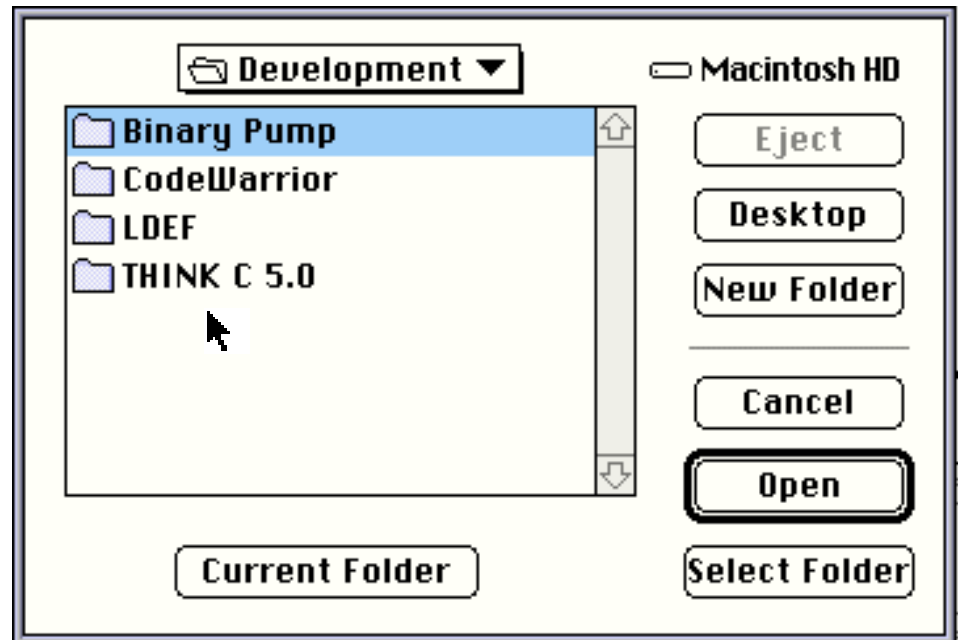 Development
Macintosh HD
Binary Pump
CodeWarrior
LDEF
THINK C 5.0
Eject
Desktop
New Folder
Cancel
Open
Current Folder
Select Folder